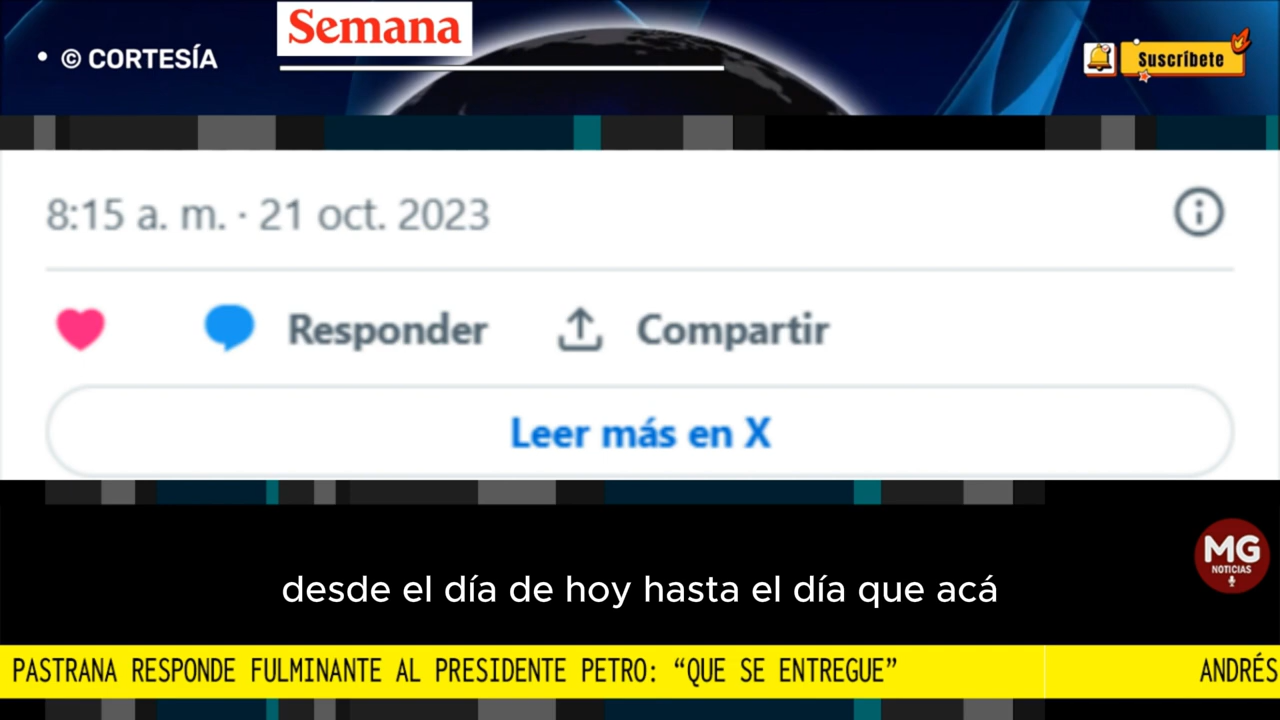 Semana
• © CORTESÍA
Suscríbete
8:15 a. m. · 21 oct. 2023
Responder
Compartir
Leer más en X
MG
NOTICIAS
desde el día de hoy hasta el día que acá
PASTRANA RESPONDE FULMINANTE AL PRESIDENTE PETRO: “QUE SE ENTREGUE”
ANDRÉS